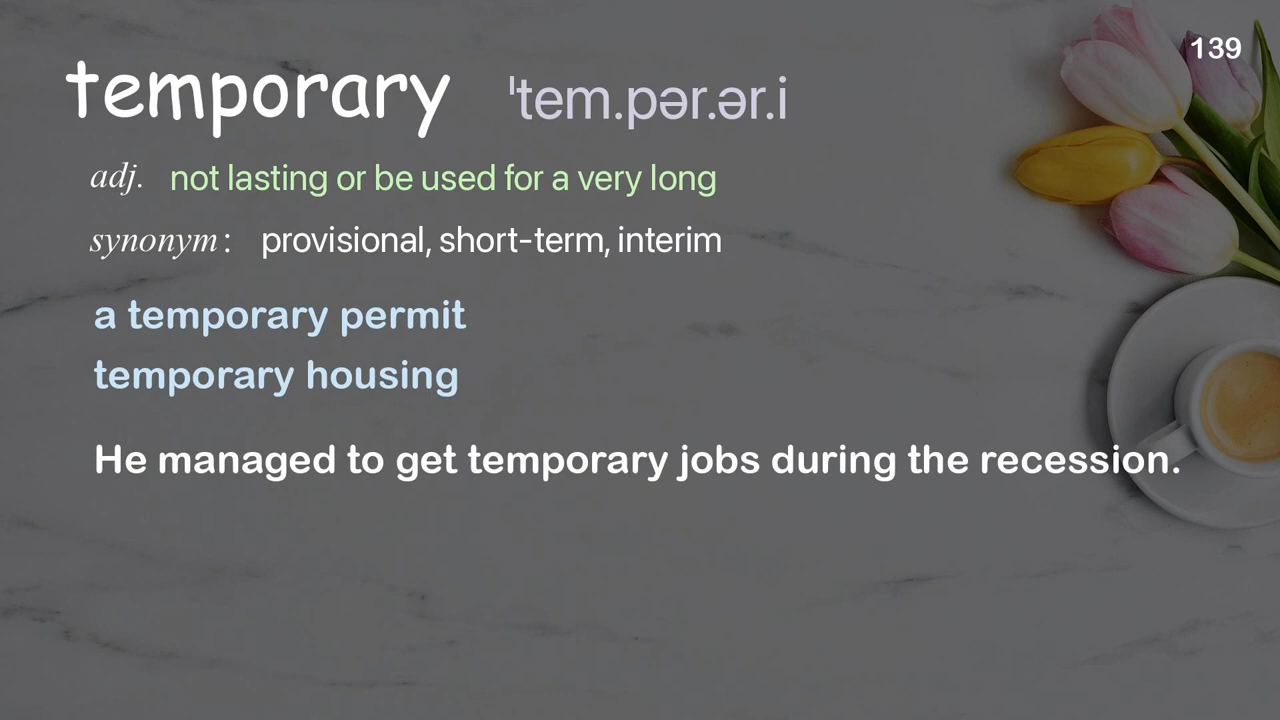 139
temporary ˈtem.pər.ər.i
adj. not lasting or be used for a very long
synonym: provisional, short-term, interim
a temporary permit
temporary housing
He managed to get temporary jobs during the recession.